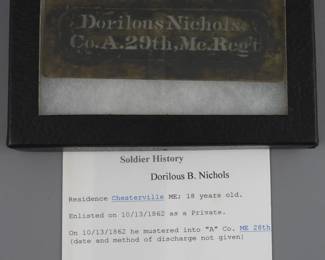 Dorilous Nichols.
Co. A. 29th, Me. Reg't
Soldier History
Dorilous B. Nichols
Residence Chesterville ME; 18 years old.
Enlisted on 10/13/1862 as a Private.
On 10/13/1862 he mustered into "A" Co. ME 28th
(date and method of discharge not given)